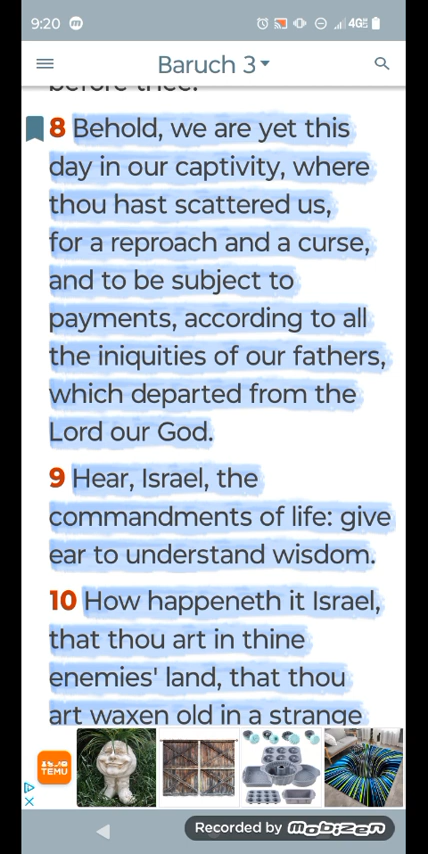 9:20
4G
Baruch 3
before thee.
8 Behold, we are yet this
day in our captivity, where
thou hast scattered us,
for a reproach and a curse,
and to be subject to
payments, according to all
the iniquities of our fathers,
which departed from the
Lord our God.
9 Hear, Israel, the
commandments of life: give
ear to understand wisdom.
10 How happeneth it Israel,
that thou art in thine
enemies' land, that thou
art waxen old in a strange
TEMU
Recorded by mobizen